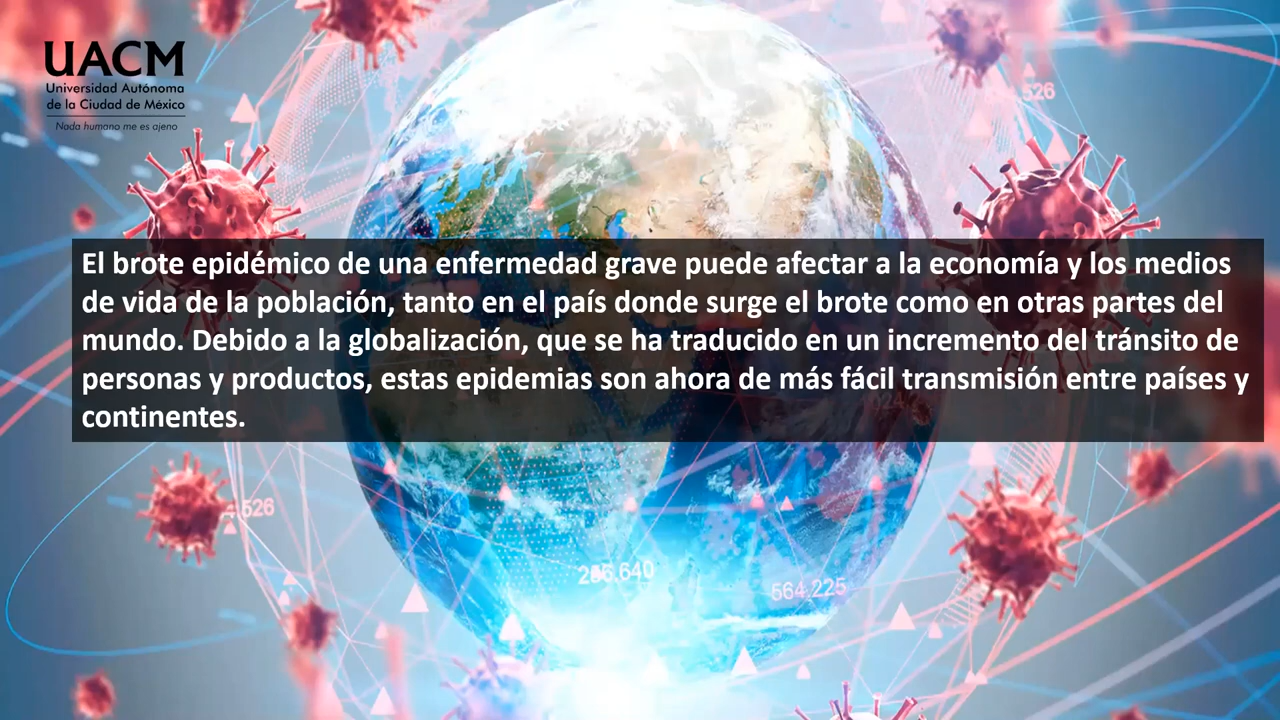 UACM
Universidad Autónoma
de la Ciudad de México
Nada humano me es ajeno
.526
El brote epidémico de una enfermedad grave puede afectar a la economía y los medios
de vida de la población, tanto en el país donde surge el brote como en otras partes del
mundo. Debido a la globalización, que se ha traducido en un incremento del tránsito de
personas y productos, estas epidemias son ahora de más fácil transmisión entre países y
continentes.
.526
640
564.225